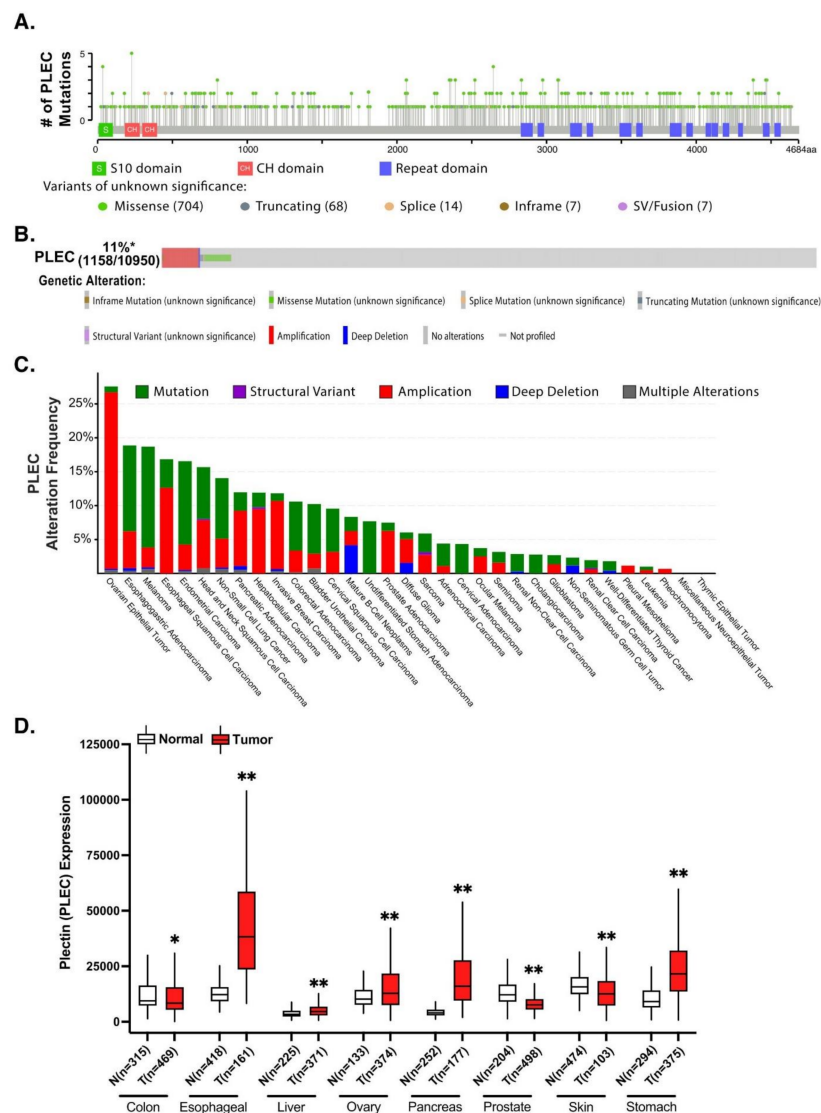 A.
# of PLEC
Mutations
5
0
S
CH
CH
0
1000
2000
3000
4000
4684aa
S S10 domain
CH CH domain
Repeat domain
Variants of unknown significance:
Missense (704)
Truncating (68)
Splice (14)
Inframe (7)
SV/Fusion (7)
B.
11%*
PLEC (1158/10950)
Genetic Alteration:
Inframe Mutation (unknown significance)
Missense Mutation (unknown significance)
Splice Mutation (unknown significance)
Truncating Mutation (unknown significance)
Structural Variant (unknown significance)
Amplification
Deep Deletion
No alterations
Not profiled
C.
Mutation
Structural Variant
Amplication
Deep Deletion
Multiple Alterations
PLEC
Alteration Frequency
25%
20%
15%
10%
5%
Ovarian Epithelial Tumor
Esophagogastric Adenocarcinoma
Melanoma
Esophageal Squamous Cell Carcinoma
Endometrial Carcinoma
Head and Neck Squamous Cell Carcinoma
Non-Small Cell Lung Cancer
Pancreatic Adenocarcinoma
Hepatocellular Carcinoma
Invasive Breast Carcinoma
Colorectal Adenocarcinoma
Bladder Urothelial Carcinoma
Cervical Squamous Cell Carcinoma
Mature B-Cell Neoplasms
Undifferentiated Stomach Adenocarcinoma
Prostate Adenocarcinoma
Diffuse Glioma
Sarcoma
Adrenocortical Carcinoma
Cervical Adenocarcinoma
Ocular Melanoma
Seminoma
Renal Non-Clear Cell Carcinoma
Cholangiocarcinoma
Glioblastoma
Non-Seminomatous Germ Cell Tumor
Renal Clear Cell Carcinoma
Well-Differentiated Thyroid Cancer
Pleural Mesothelioma
Leukemia
Pheochromocytoma
Miscellaneous Neuroepithelial Tumor
Thymic Epithelial Tumor
D.
Normal
Tumor
Plectin (PLEC) Expression
125000
100000
75000
50000
25000
0
*
**
**
**
**
**
**
**
N(n=315)
T(n=469)
N(n=418)
T(n=161)
N(n=225)
T(n=371)
N(n=133)
T(n=374)
N(n=252)
T(n=177)
N(n=204)
T(n=498)
N(n=474)
T(n=103)
N(n=294)
T(n=375)
Colon
Esophageal
Liver
Ovary
Pancreas
Prostate
Skin
Stomach